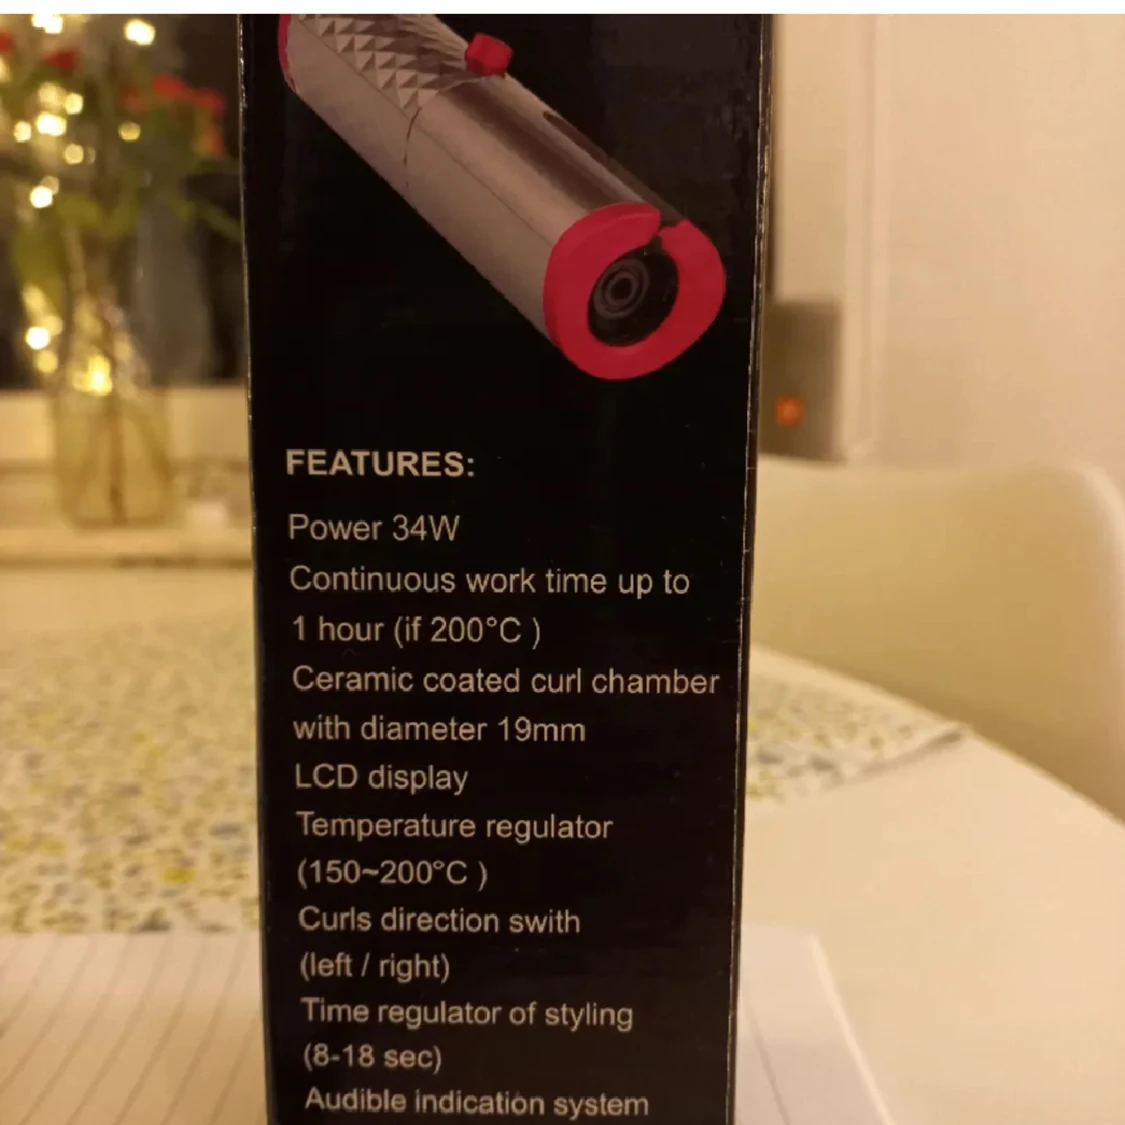 FEATURES:
Power 34W
Continuous work time up to
1 hour (if 200°C )
Ceramic coated curl chamber
with diameter 19mm
LCD display
Temperature regulator
(150~200°C )
Curls direction swith
(left / right)
Time regulator of styling
(8-18 sec)
Audible indication system